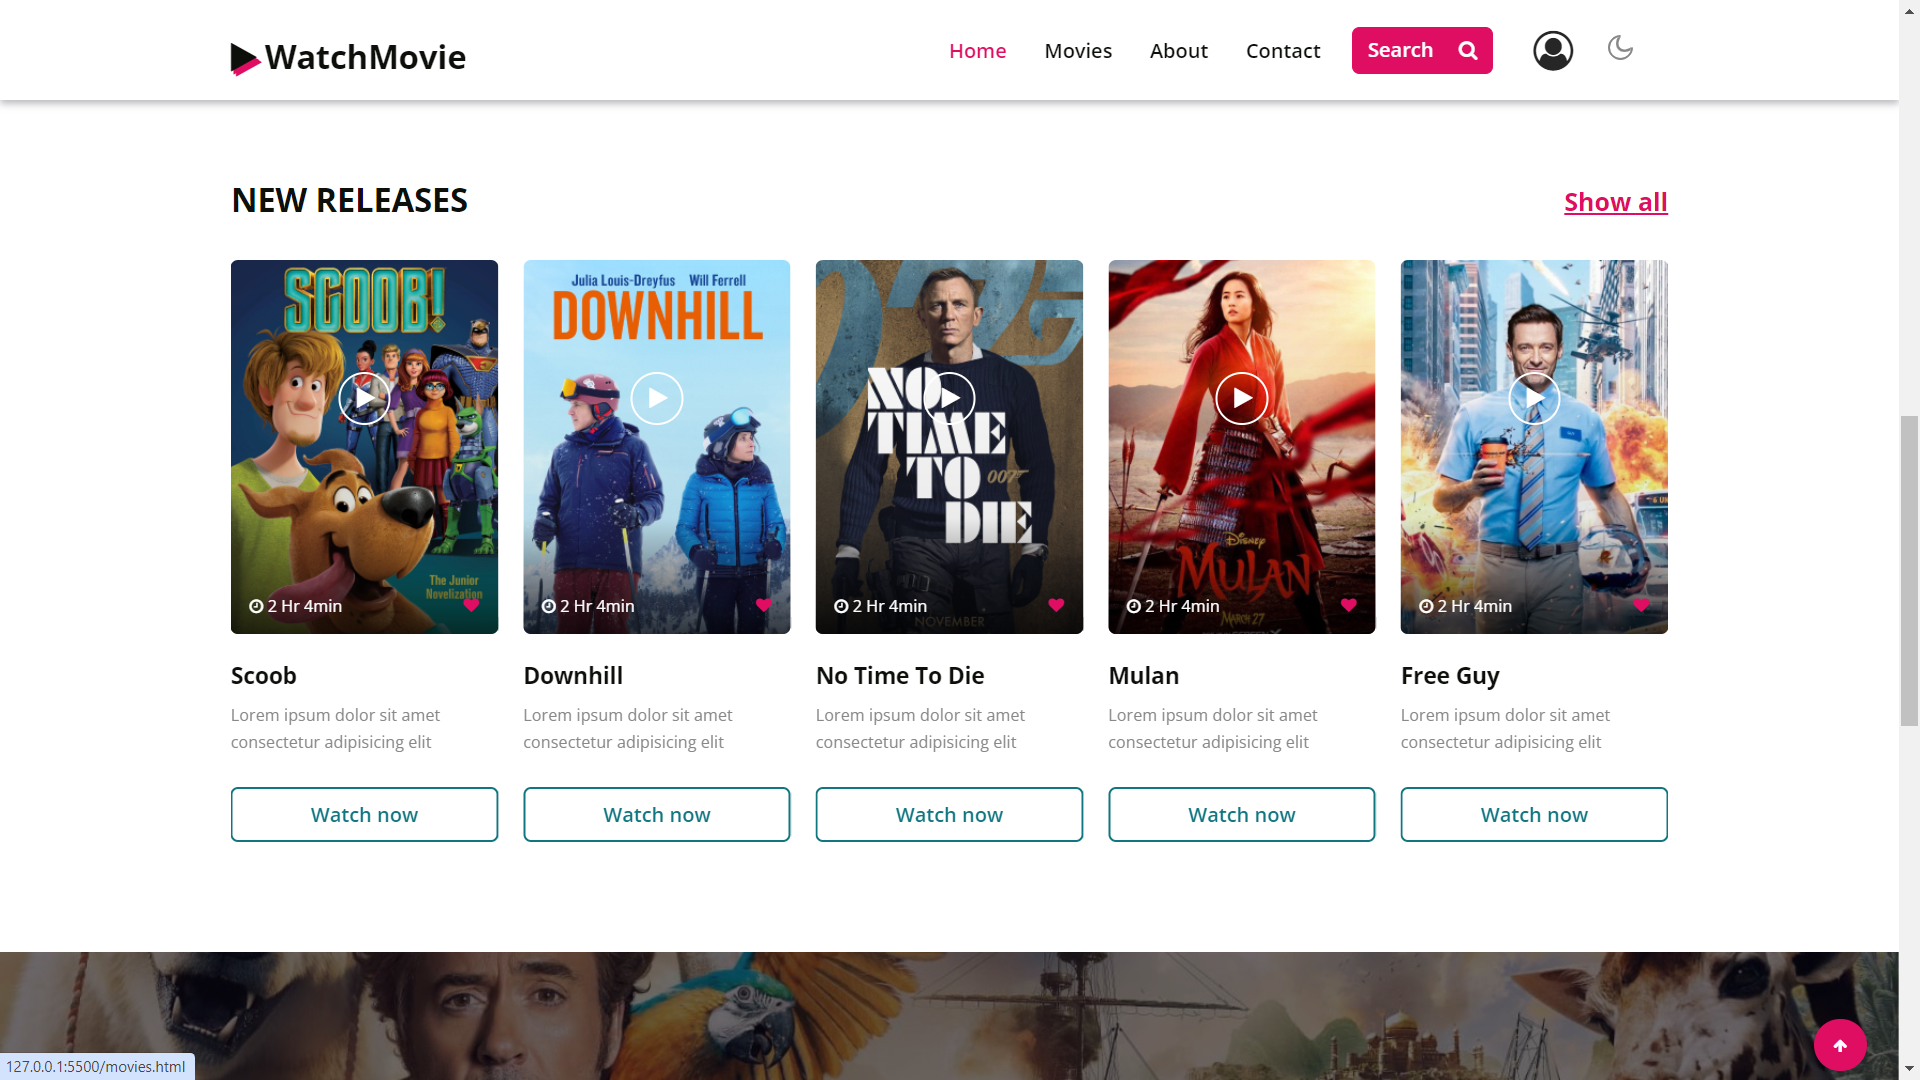 WatchMovie
Home Movies About Contact Search
NEW RELEASES Show all
SCOOB!
The Junior
Novelization
2 Hr 4min
Julia Louis-Dreyfus Will Ferrell
DOWNHILL
2 Hr 4min
NO
TIME
TO
DIE
007
NOVEMBER
2 Hr 4min
Disney
MULAN
MARCH 27
2 Hr 4min
GUY
2 Hr 4min
Scoob Downhill No Time To Die Mulan Free Guy
Lorem ipsum dolor sit amet Lorem ipsum dolor sit amet Lorem ipsum dolor sit amet Lorem ipsum dolor sit amet Lorem ipsum dolor sit amet
consectetur adipisicing elit consectetur adipisicing elit consectetur adipisicing elit consectetur adipisicing elit consectetur adipisicing elit
Watch now Watch now Watch now Watch now Watch now
127.0.0.1:5500/movies.html